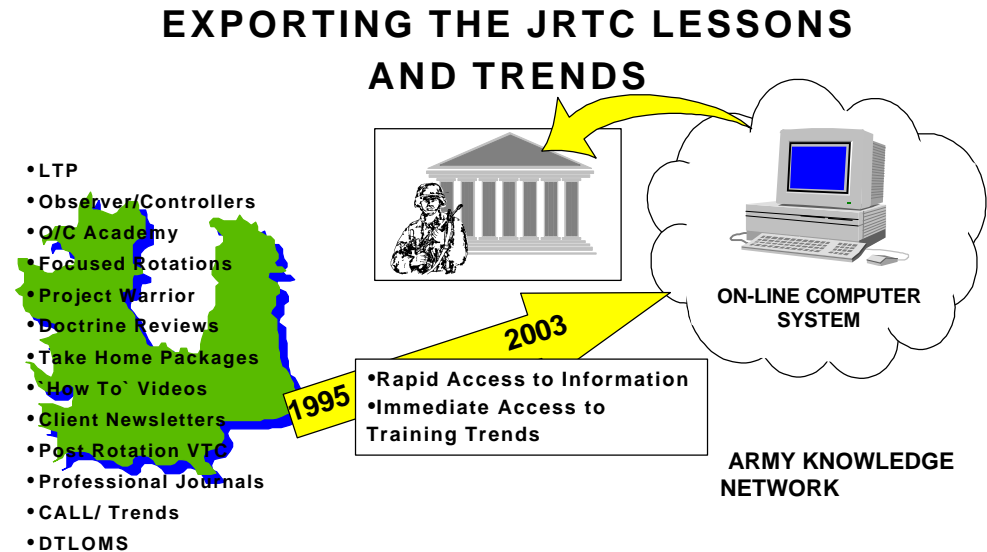 EXPORTING THE JRTC LESSONS
AND TRENDS
•LTP
•Observer/Controllers
•O/C Academy
•Focused Rotations
•Project Warrior
•Doctrine Reviews
•Take Home Packages
•`How To` Videos
•Client Newsletters
•Post Rotation VTC
•Professional Journals
•CALL/ Trends
•DTLOMS
1995
2003
•Rapid Access to Information
•Immediate Access to
Training Trends
ON-LINE COMPUTER
SYSTEM
ARMY KNOWLEDGE
NETWORK